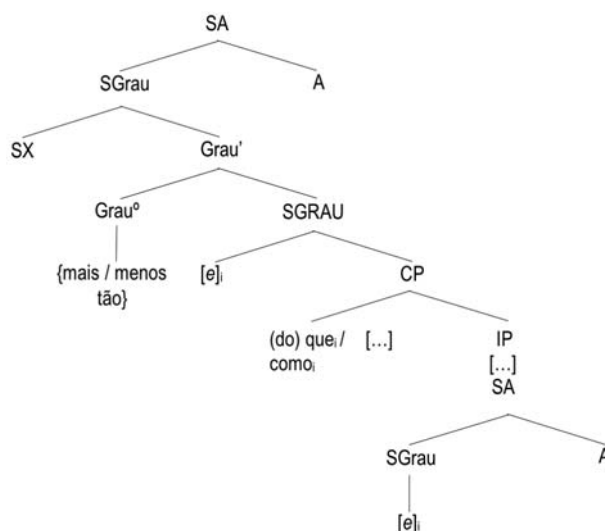 SA
SGrau A
SX Grau’
Grauº SGRAU
{mais / menos [e]ᵢ CP
tão}
(do) queᵢ / […] IP
comoᵢ […]
SA
SGrau A
[e]ᵢ